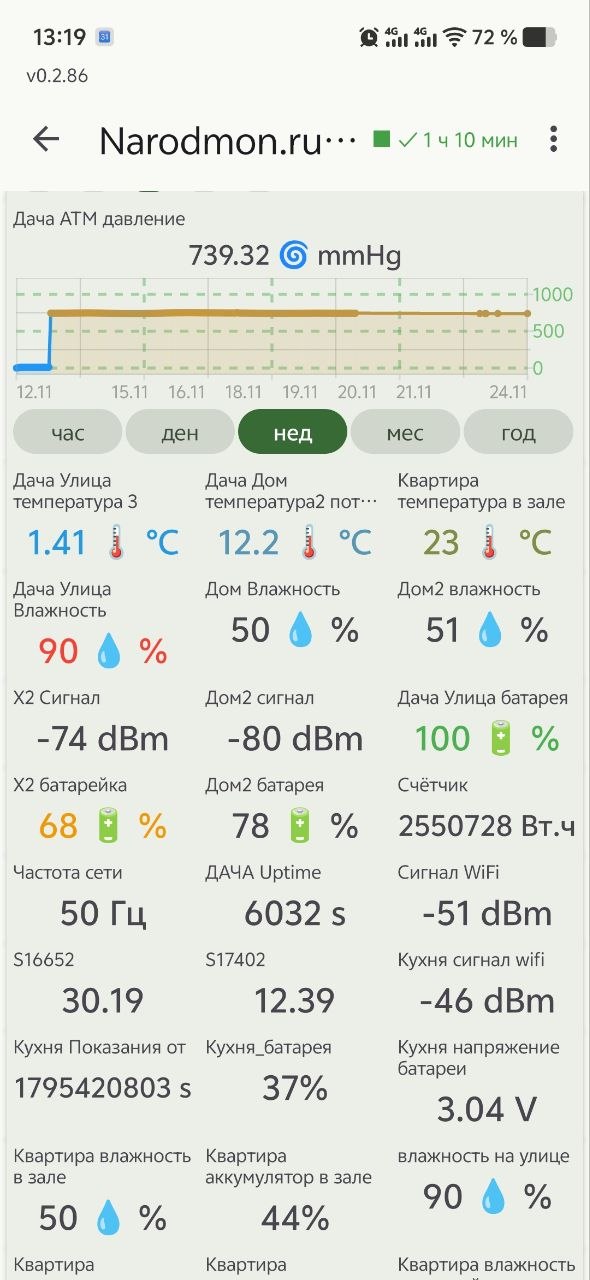 13:19 31 4G 4G 72 %
v0.2.86
Narodmon.ru… 1 ч 10 мин
Дача АТМ давление
739.32 mmHg
1000
500
0
12.11 15.11 16.11 18.11 19.11 20.11 21.11 24.11
час ден нед мес год
Дача Улица температура 3
1.41 °C
Дача Дом температура2 пот…
12.2 °C
Квартира температура в зале
23 °C
Дача Улица Влажность
90 %
Дом Влажность
50 %
Дом2 влажность
51 %
X2 Сигнал
-74 dBm
Дом2 сигнал
-80 dBm
Дача Улица батарея
100 %
X2 батарейка
68 %
Дом2 батарея
78 %
Счётчик
2550728 Вт.ч
Частота сети
50 Гц
ДАЧА Uptime
6032 s
Сигнал WiFi
-51 dBm
S16652
30.19
S17402
12.39
Кухня сигнал wifi
-46 dBm
Кухня Показания от
1795420803 s
Кухня_батарея
37%
Кухня напряжение батареи
3.04 V
Квартира влажность в зале
50 %
Квартира аккумулятор в зале
44%
влажность на улице
90 %
Квартира
Квартира
Квартира влажность